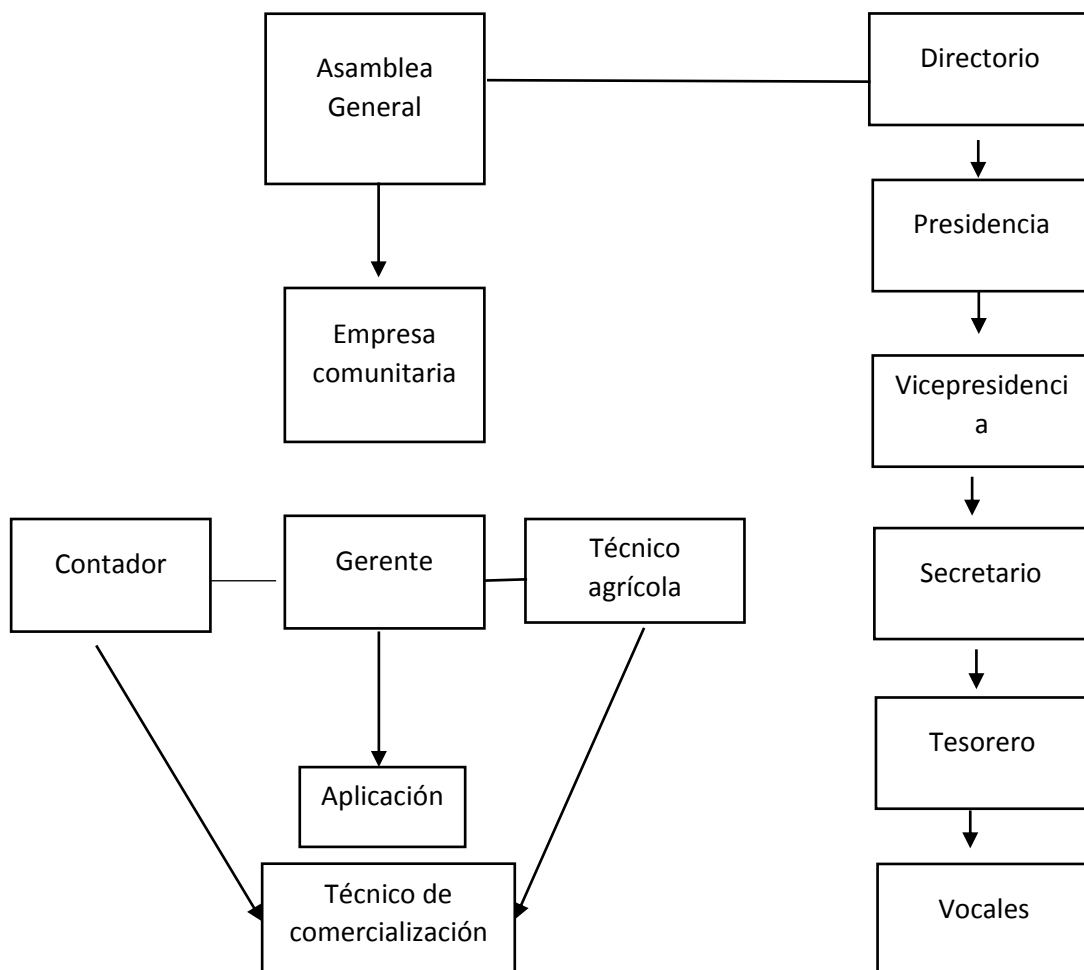 Asamblea
General
Directorio
Presidencia
Empresa
comunitaria
Vicepresidenci
a
Contador
Gerente
Técnico
agrícola
Secretario
Tesorero
Aplicación
Técnico de
comercialización
Vocales